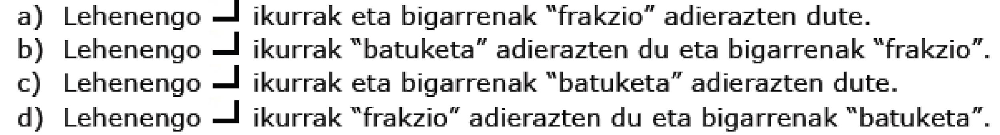 a) Lehenengo ┘ ikurrak eta bigarrenak “frakzio” adierazten dute.
b) Lehenengo ┘ ikurrak “batuketa” adierazten du eta bigarrenak “frakzio”.
c) Lehenengo ┘ ikurrak eta bigarrenak “batuketa” adierazten dute.
d) Lehenengo ┘ ikurrak “frakzio” adierazten du eta bigarrenak “batuketa”.